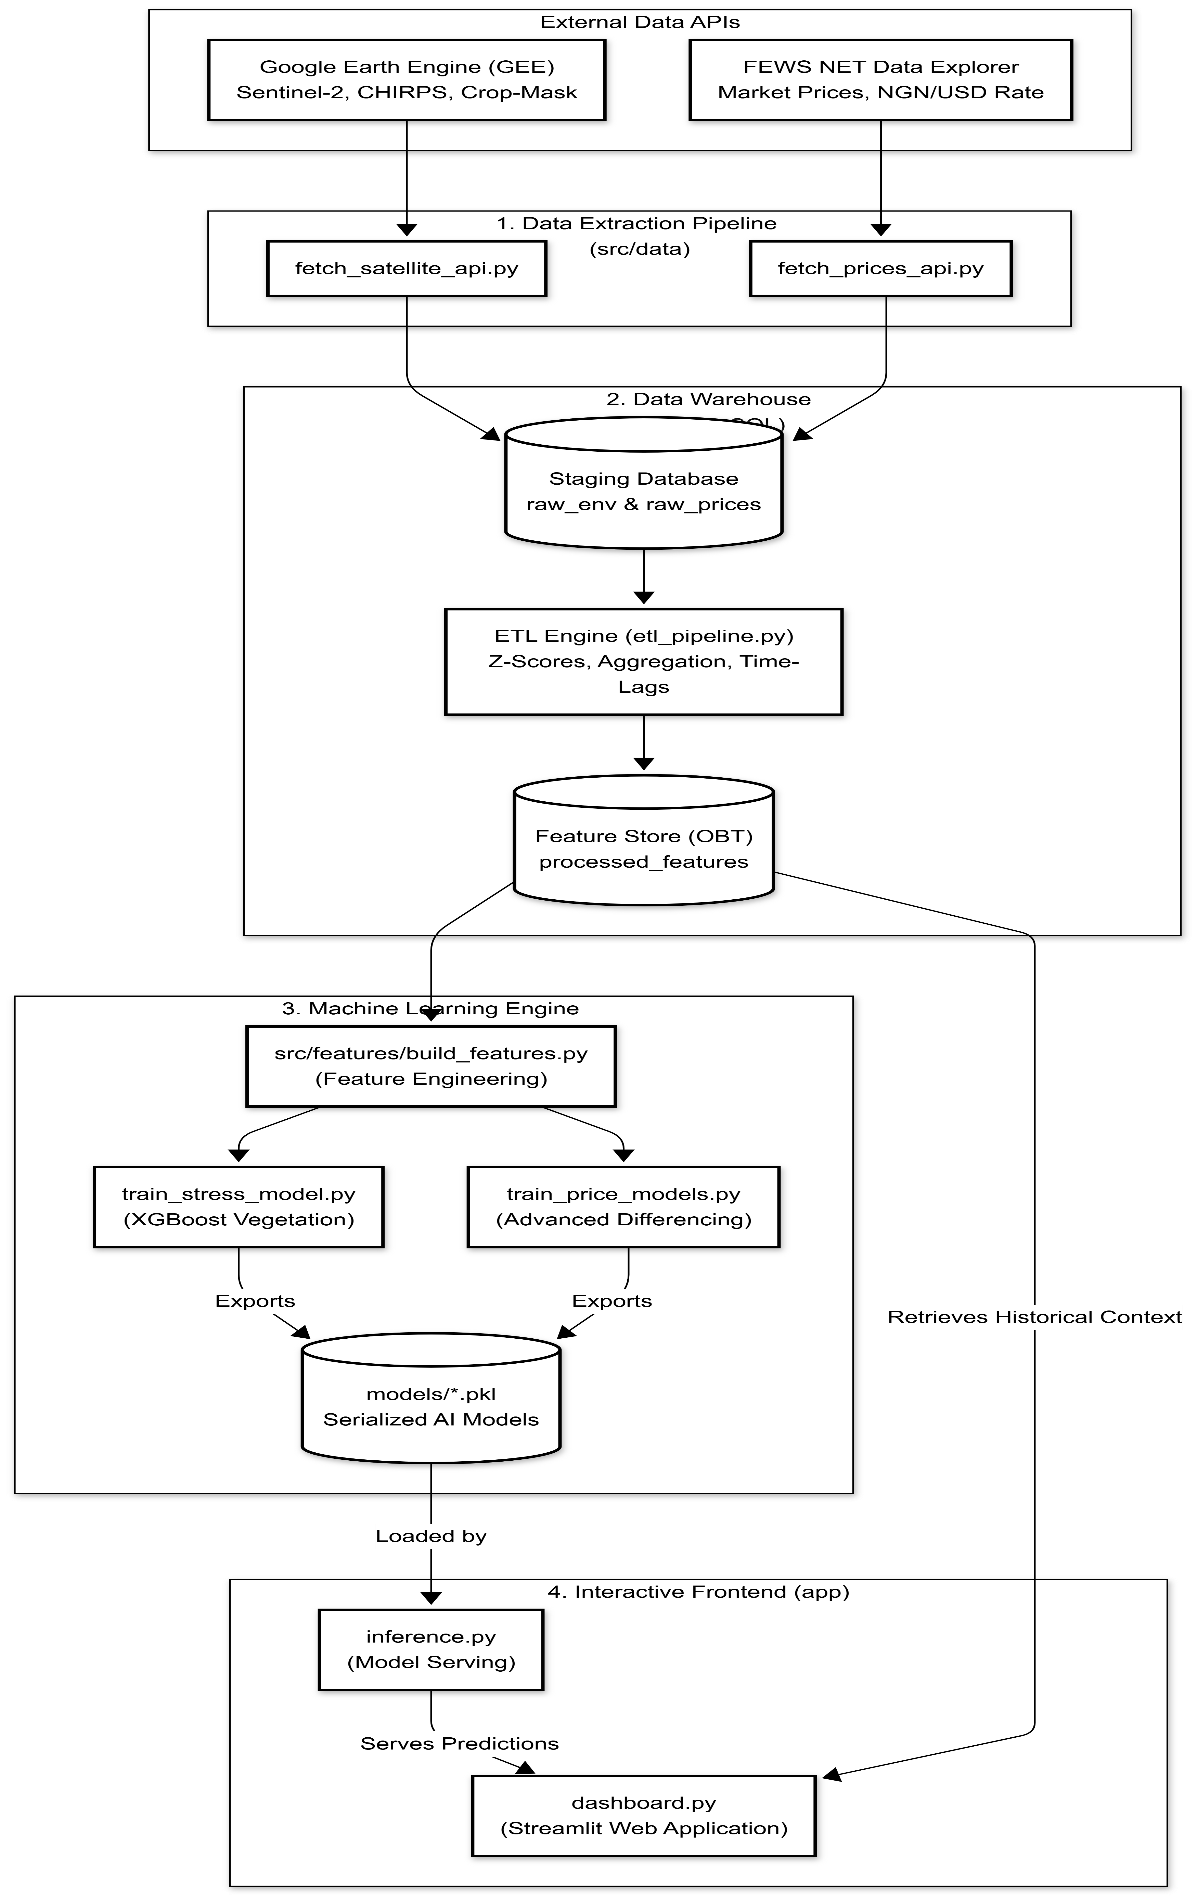 External Data APIs
Google Earth Engine (GEE)
Sentinel-2, CHIRPS, Crop-Mask
FEWS NET Data Explorer
Market Prices, NGN/USD Rate
1. Data Extraction Pipeline
(src/data)
fetch_satellite_api.py
fetch_prices_api.py
2. Data Warehouse
Staging Database
raw_env & raw_prices
ETL Engine (etl_pipeline.py)
Z-Scores, Aggregation, Time-
Lags
Feature Store (OBT)
processed_features
3. Machine Learning Engine
src/features/build_features.py
(Feature Engineering)
train_stress_model.py
(XGBoost Vegetation)
train_price_models.py
(Advanced Differencing)
Exports
Exports
Retrieves Historical Context
models/*.pkl
Serialized AI Models
Loaded by
4. Interactive Frontend (app)
inference.py
(Model Serving)
Serves Predictions
dashboard.py
(Streamlit Web Application)